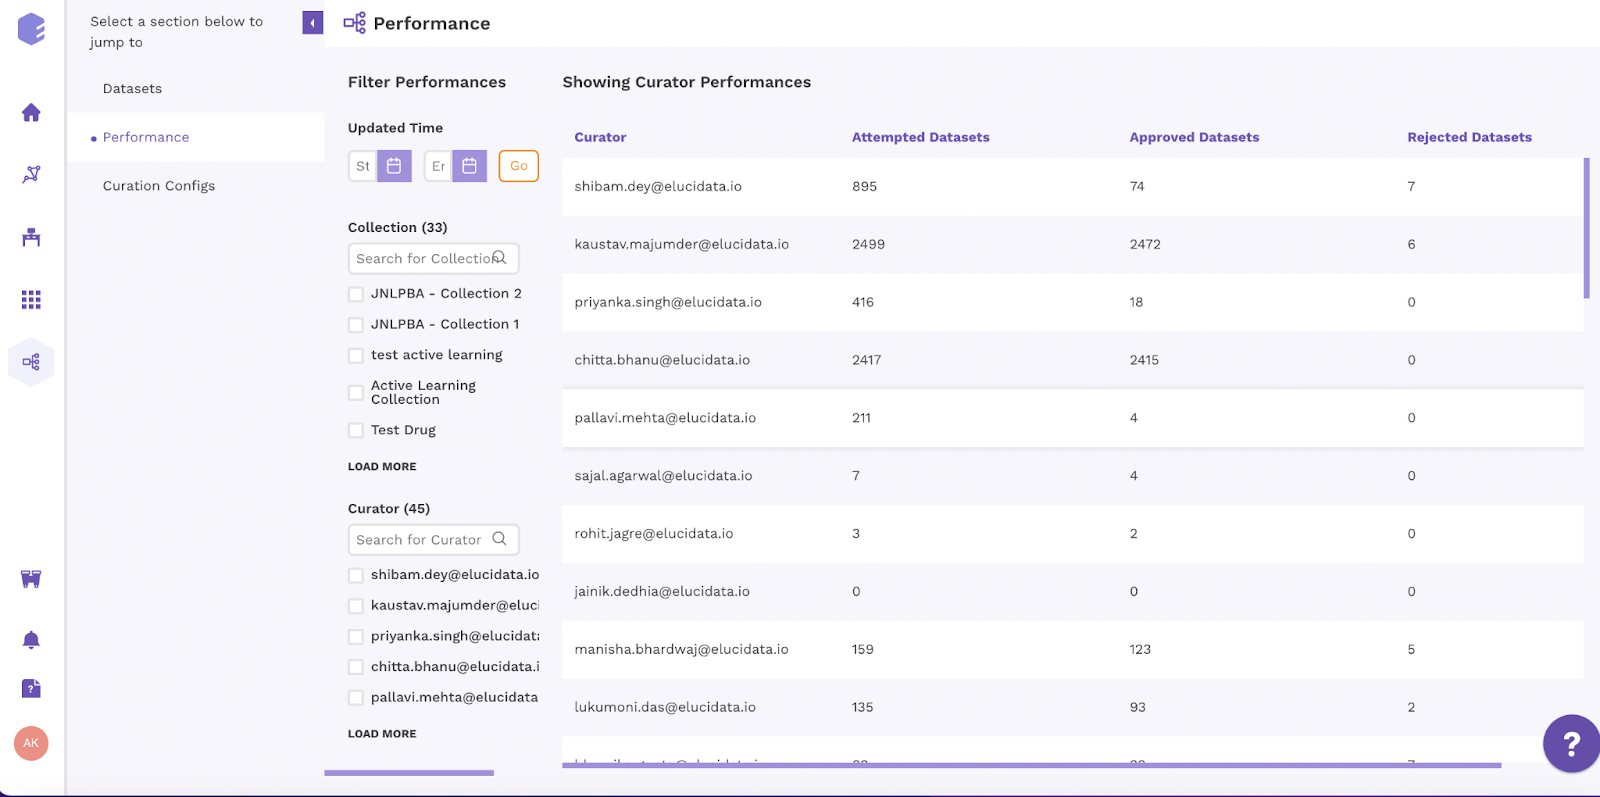 Select a section below to
jump to
Datasets
Performance
Curation Configs
AK
Performance
Filter Performances
Updated Time
St
Er
Go
Collection (33)
Search for Collection
JNLPBA - Collection 2
JNLPBA - Collection 1
test active learning
Active Learning
Collection
Test Drug
LOAD MORE
Curator (45)
Search for Curator
shibam.dey@elucidata.io
kaustav.majumder@eluci
priyanka.singh@elucidata
chitta.bhanu@elucidata.i
pallavi.mehta@elucidata
LOAD MORE
Showing Curator Performances
Curator Attempted Datasets Approved Datasets Rejected Datasets
shibam.dey@elucidata.io 895 74 7
kaustav.majumder@elucidata.io 2499 2472 6
priyanka.singh@elucidata.io 416 18 0
chitta.bhanu@elucidata.io 2417 2415 0
pallavi.mehta@elucidata.io 211 4 0
sajal.agarwal@elucidata.io 7 4 0
rohit.jagre@elucidata.io 3 2 0
jainik.dedhia@elucidata.io 0 0 0
manisha.bhardwaj@elucidata.io 159 123 5
lukumoni.das@elucidata.io 135 93 2
?